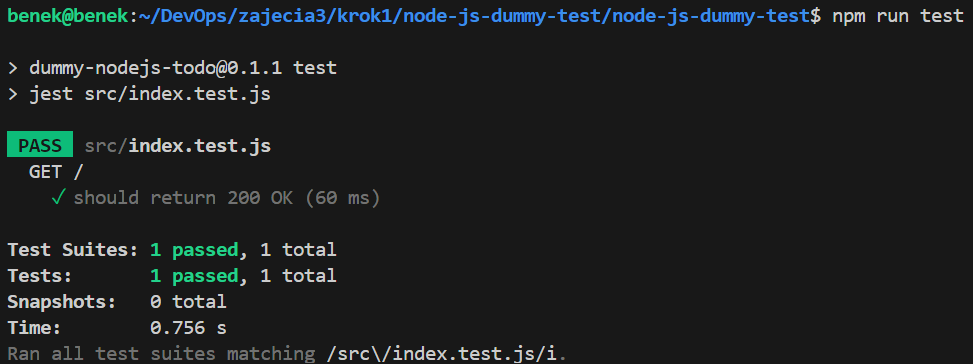 benek@benek:~/DevOps/zajecia3/krok1/node-js-dummy-test/node-js-dummy-test$ npm run test
> dummy-nodejs-todo@0.1.1 test
> jest src/index.test.js
PASS src/index.test.js
GET /
✓ should return 200 OK (60 ms)
Test Suites: 1 passed, 1 total
Tests: 1 passed, 1 total
Snapshots: 0 total
Time: 0.756 s
Ran all test suites matching /src\/index.test.js/i.